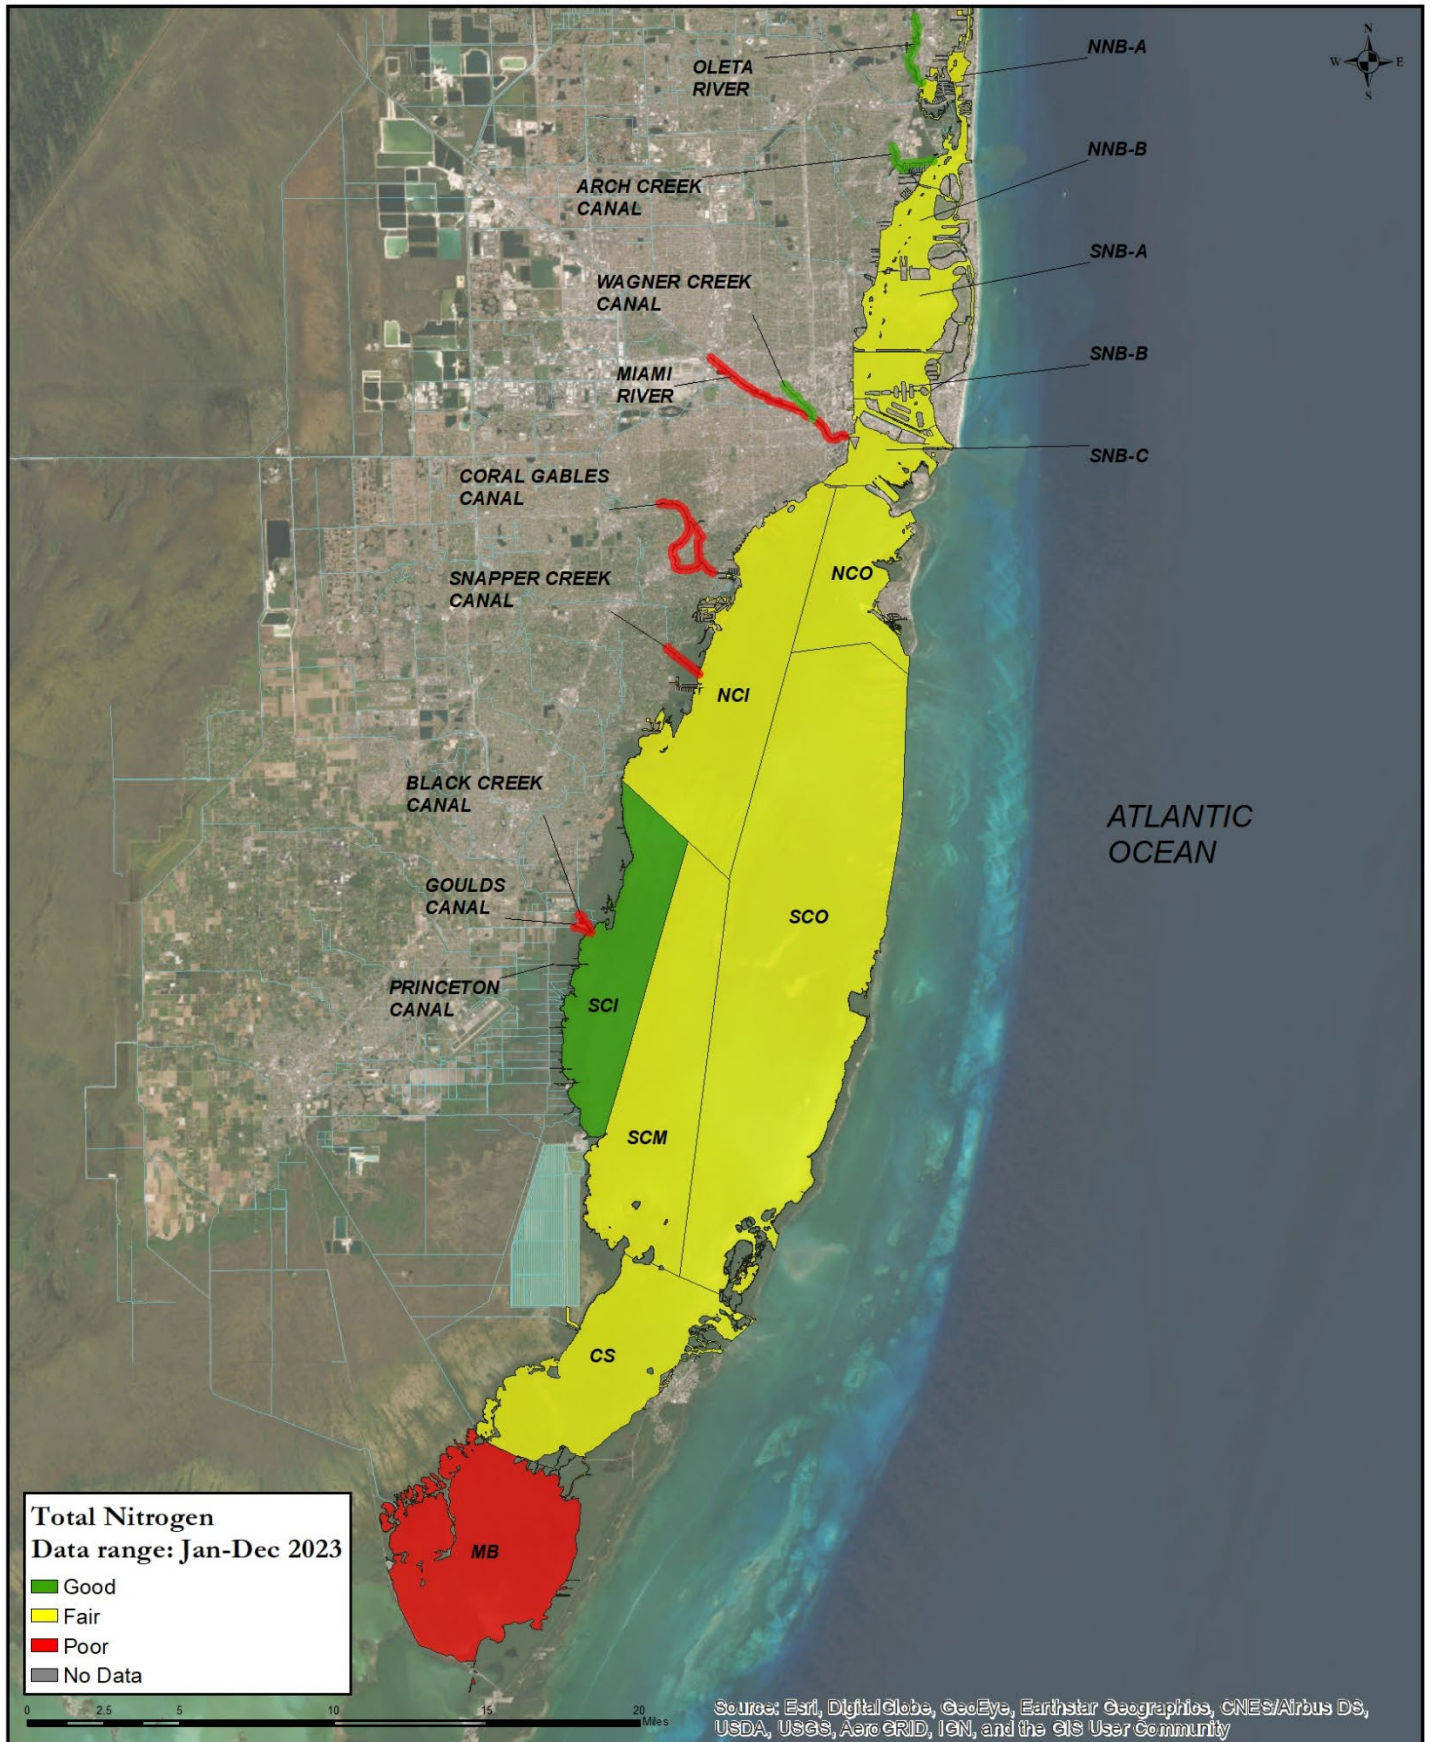 N
W E
S
OLETA
RIVER
NNB-A
ARCH CREEK
CANAL
NNB-B
WAGNER CREEK
CANAL
SNB-A
MIAMI
RIVER
SNB-B
CORAL GABLES
CANAL
SNB-C
SNAPPER CREEK
CANAL
NCO
NCI
BLACK CREEK
CANAL
ATLANTIC
OCEAN
GOULDS
CANAL
SCO
PRINCETON
CANAL
SCI
SCM
CS
MB
Total Nitrogen
Data range: Jan-Dec 2023
Good
Fair
Poor
No Data
0 2.5 5 10 15 20
Miles
Source: Esri, DigitalGlobe, GeoEye, Earthstar Geographics, CNES/Airbus DS,
USDA, USGS, AeroGRID, IGN, and the GIS User Community